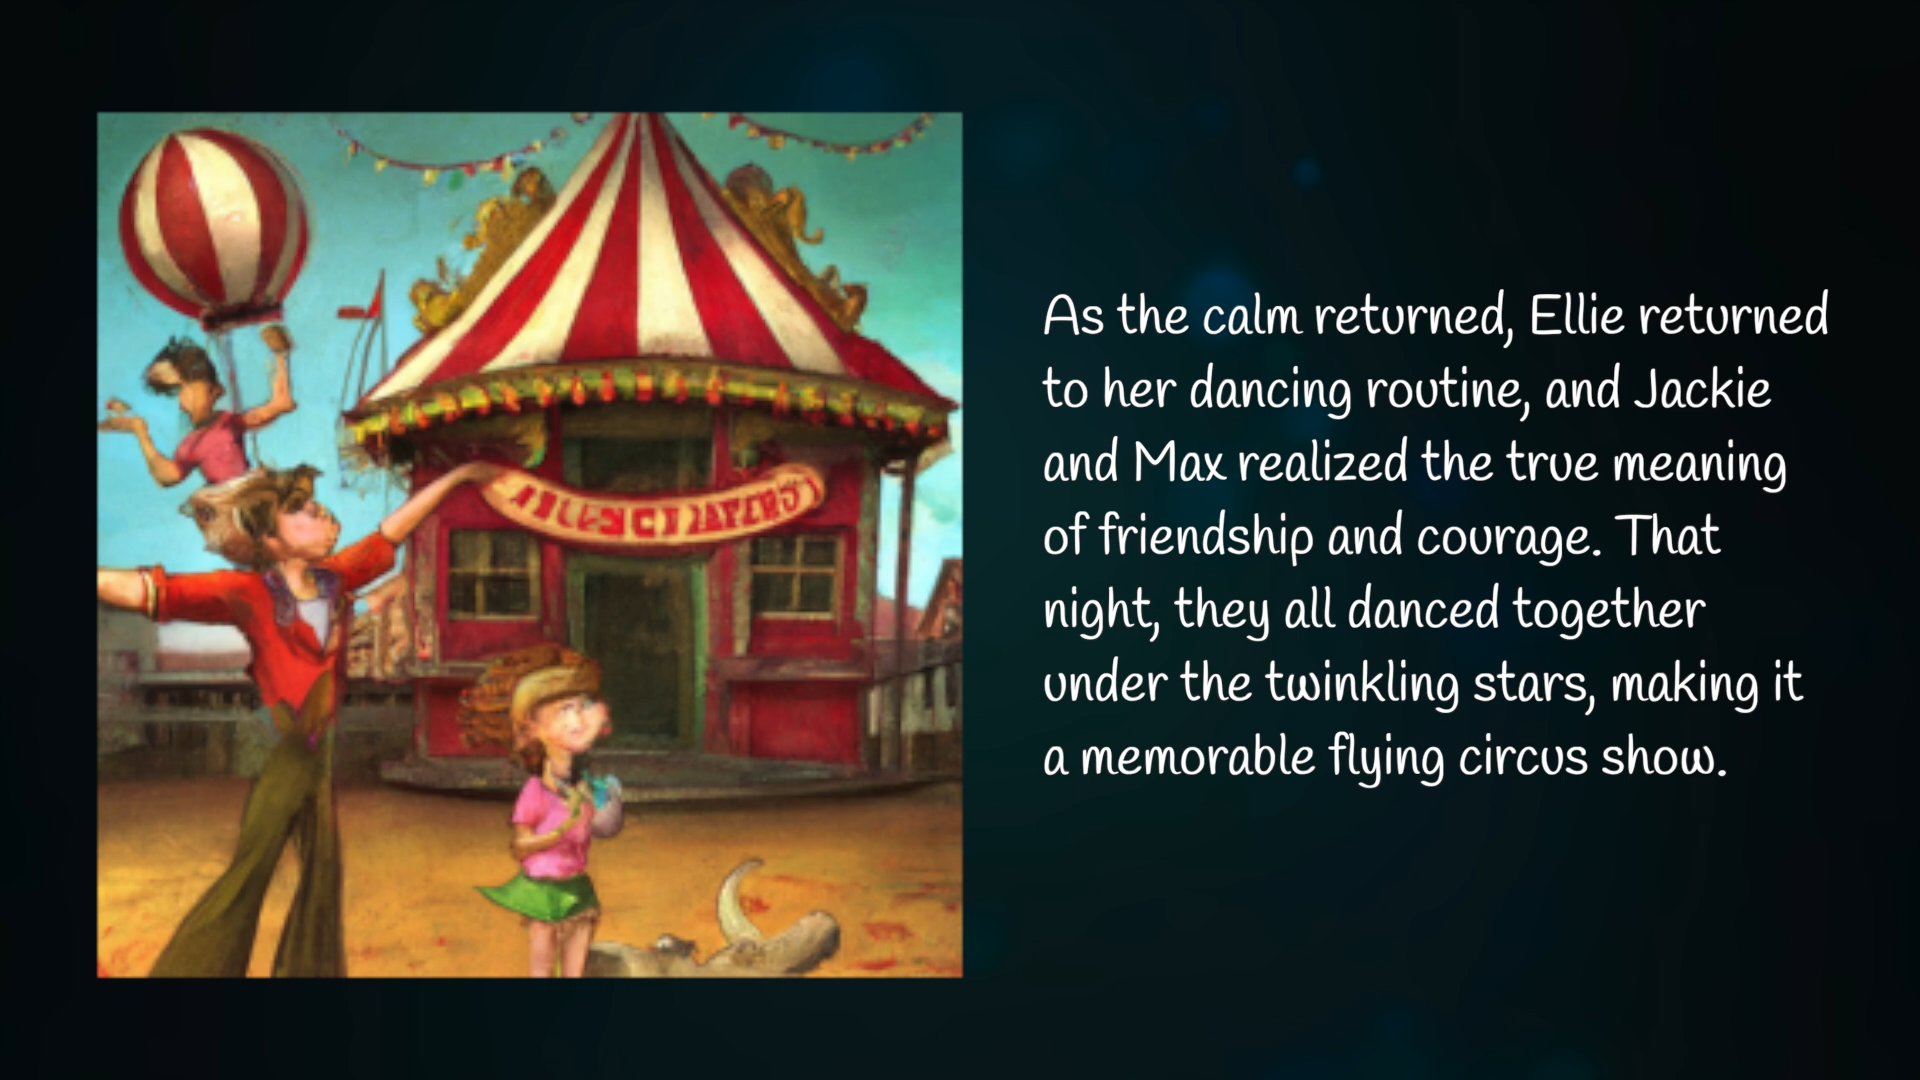 As the calm returned, Ellie returned
to her dancing routine, and Jackie
and Max realized the true meaning
of friendship and courage. That
night, they all danced together
under the twinkling stars, making it
a memorable flying circus show.